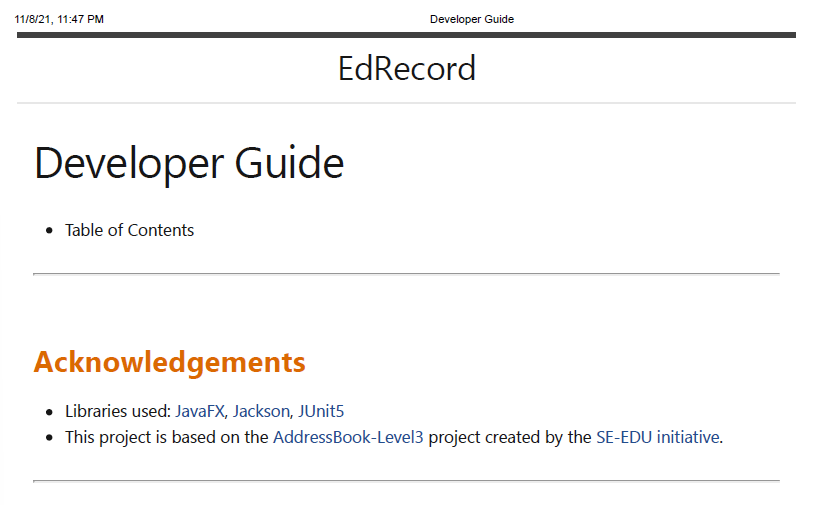 11/8/21, 11:47 PM Developer Guide
EdRecord
Developer Guide
• Table of Contents
Acknowledgements
• Libraries used: JavaFX, Jackson, JUnit5
• This project is based on the AddressBook-Level3 project created by the SE-EDU initiative.